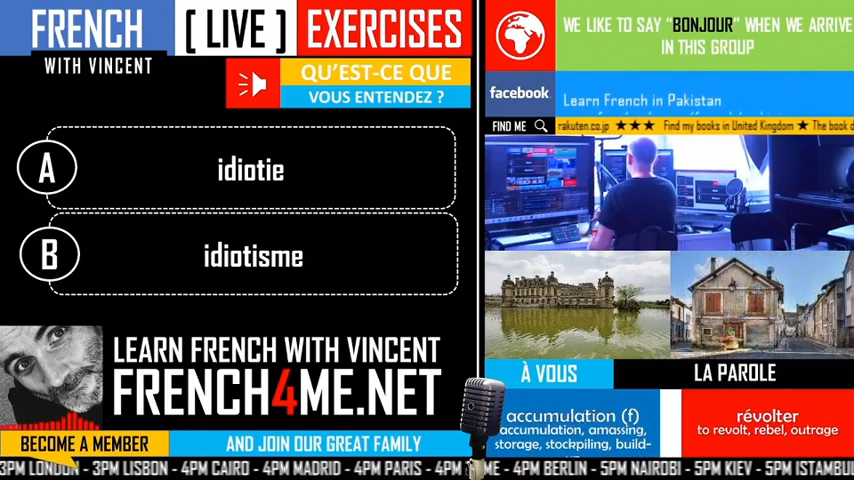 FRENCH
[ LIVE ]
EXERCISES
WITH VINCENT
QU'EST-CE QUE
VOUS ENTENDEZ ?
A
idiotie
B
idiotisme
LEARN FRENCH WITH VINCENT
FRENCH4ME.NET
BECOME A MEMBER
AND JOIN OUR GREAT FAMILY
WE LIKE TO SAY "BONJOUR" WHEN WE ARRIVE
IN THIS GROUP
facebook
Learn French in Pakistan
FIND ME
rakuten.co.jp ★★★ Find my books in United Kingdom ★ The book
À VOUS
LA PAROLE
accumulation (f)
accumulation, amassing,
storage, stockpiling, build-
révolter
to revolt, rebel, outrage
3PM LONDON - 3PM LISBON - 4PM CAIRO - 4PM MADRID - 4PM PARIS - 4PM - 4PM BERLIN - 5PM NAIROBI - 5PM KIEV - 5PM